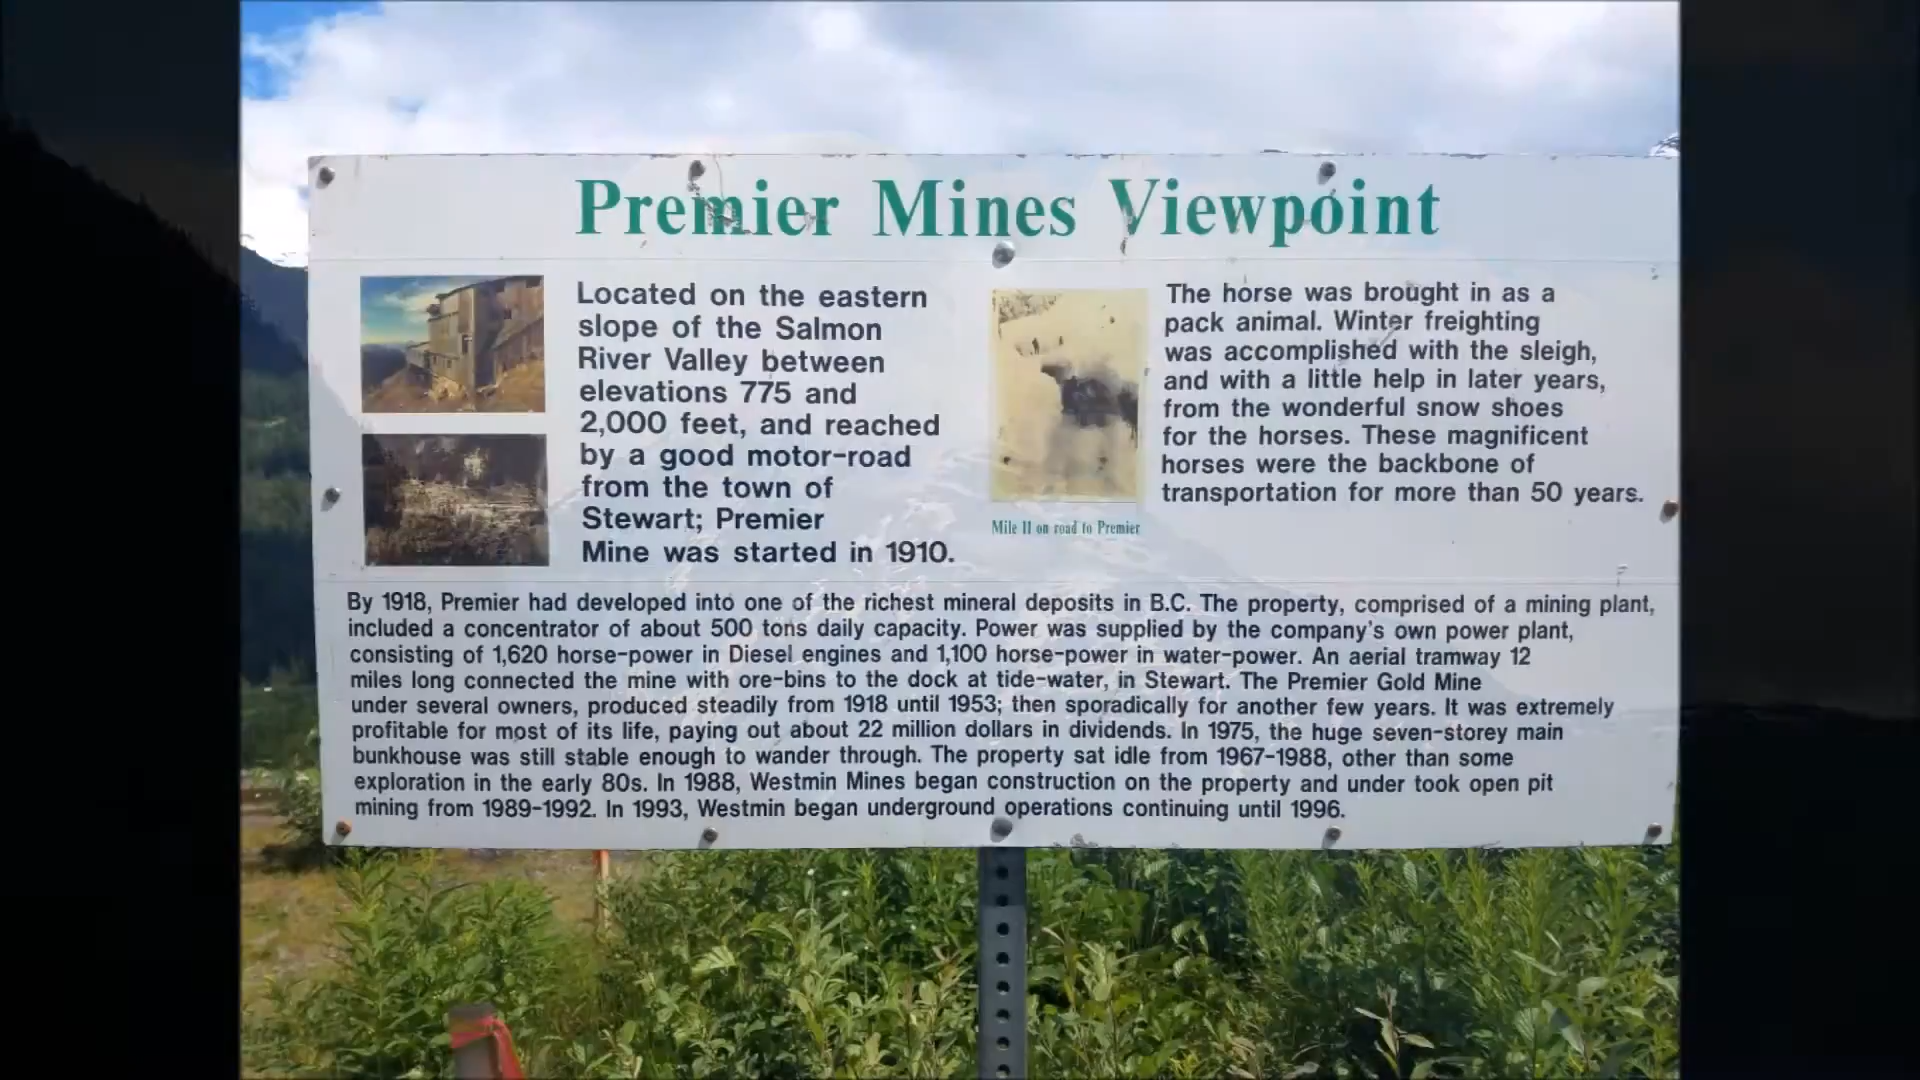 Premier Mines Viewpoint
Located on the eastern
slope of the Salmon
River Valley between
elevations 775 and
2,000 feet, and reached
by a good motor-road
from the town of
Stewart; Premier
Mine was started in 1910.
Mile 11 on road to Premier
The horse was brought in as a
pack animal. Winter freighting
was accomplished with the sleigh,
and with a little help in later years,
from the wonderful snow shoes
for the horses. These magnificent
horses were the backbone of
transportation for more than 50 years.
By 1918, Premier had developed into one of the richest mineral deposits in B.C. The property, comprised of a mining plant,
included a concentrator of about 500 tons daily capacity. Power was supplied by the company's own power plant,
consisting of 1,620 horse-power in Diesel engines and 1,100 horse-power in water-power. An aerial tramway 12
miles long connected the mine with ore-bins to the dock at tide-water, in Stewart. The Premier Gold Mine
under several owners, produced steadily from 1918 until 1953; then sporadically for another few years. It was extremely
profitable for most of its life, paying out about 22 million dollars in dividends. In 1975, the huge seven-storey main
bunkhouse was still stable enough to wander through. The property sat idle from 1967-1988, other than some
exploration in the early 80s. In 1988, Westmin Mines began construction on the property and under took open pit
mining from 1989-1992. In 1993, Westmin began underground operations continuing until 1996.